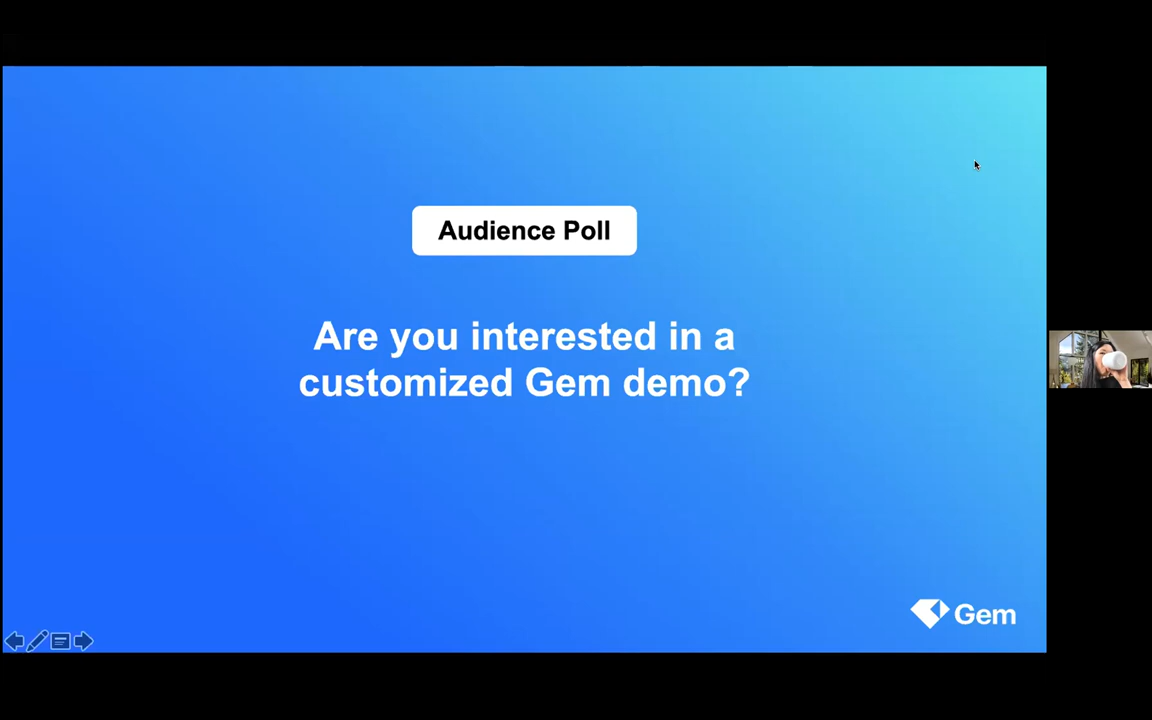 Audience Poll
Are you interested in a
customized Gem demo?
Gem